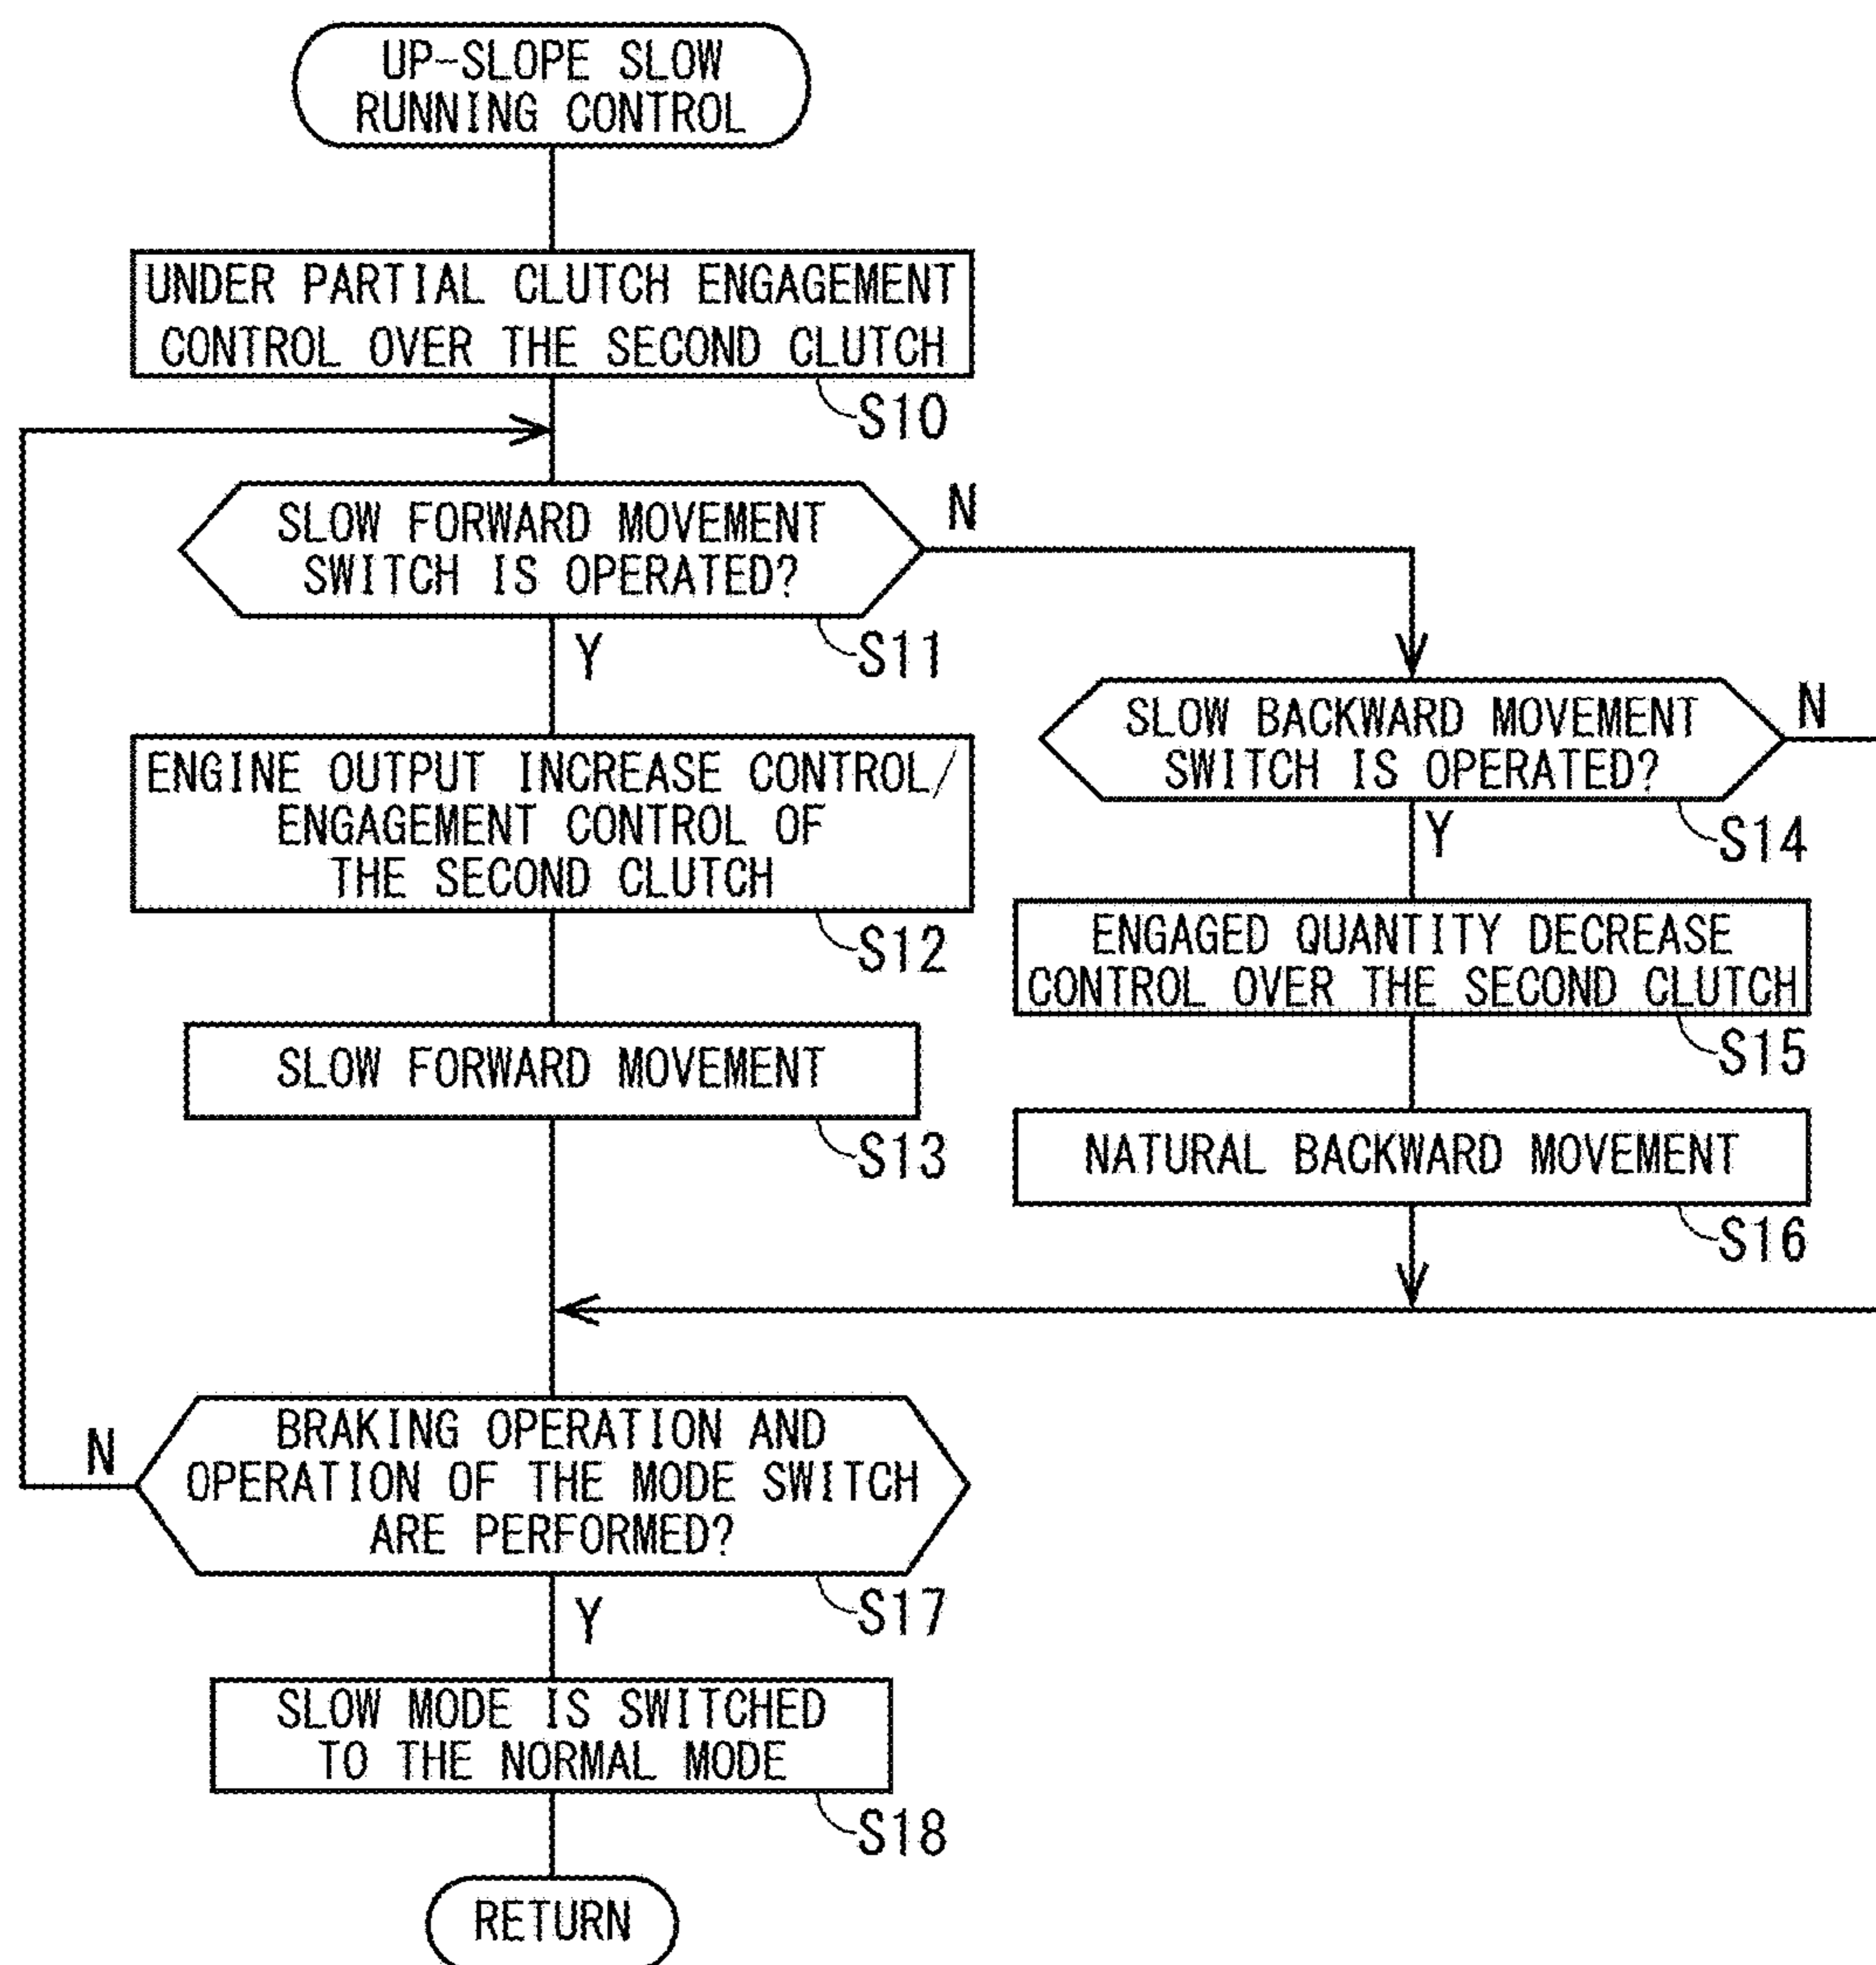 UP-SLOPE SLOW
RUNNING CONTROL
UNDER PARTIAL CLUTCH ENGAGEMENT
CONTROL OVER THE SECOND CLUTCH
S10
SLOW FORWARD MOVEMENT
SWITCH IS OPERATED?
N
S11
Y
ENGINE OUTPUT INCREASE CONTROL/
ENGAGEMENT CONTROL OF
THE SECOND CLUTCH
S12
SLOW FORWARD MOVEMENT
S13
SLOW BACKWARD MOVEMENT
SWITCH IS OPERATED?
N
S14
Y
ENGAGED QUANTITY DECREASE
CONTROL OVER THE SECOND CLUTCH
S15
NATURAL BACKWARD MOVEMENT
S16
BRAKING OPERATION AND
OPERATION OF THE MODE SWITCH
ARE PERFORMED?
N
S17
Y
SLOW MODE IS SWITCHED
TO THE NORMAL MODE
S18
RETURN